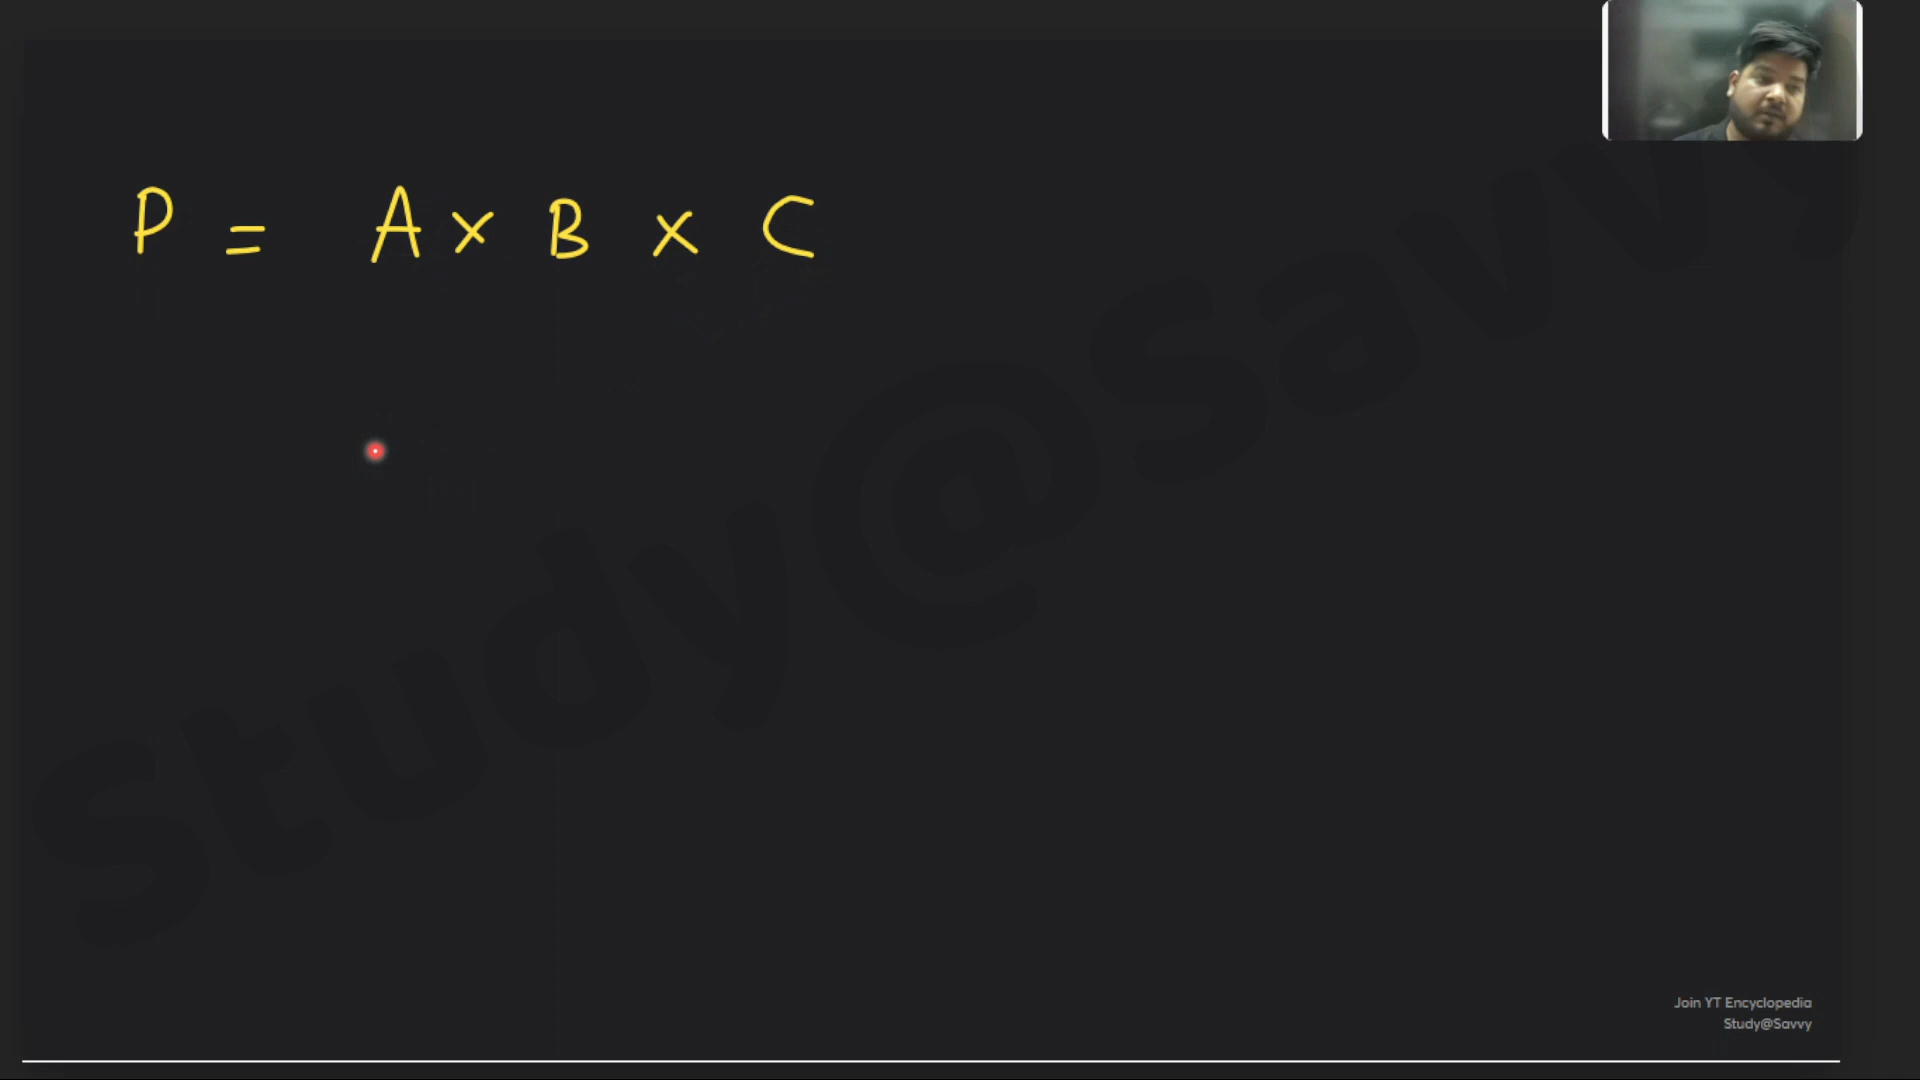 P = A × B × C
Study@Savvy
Join YT Encyclopedia
Study@Savvy